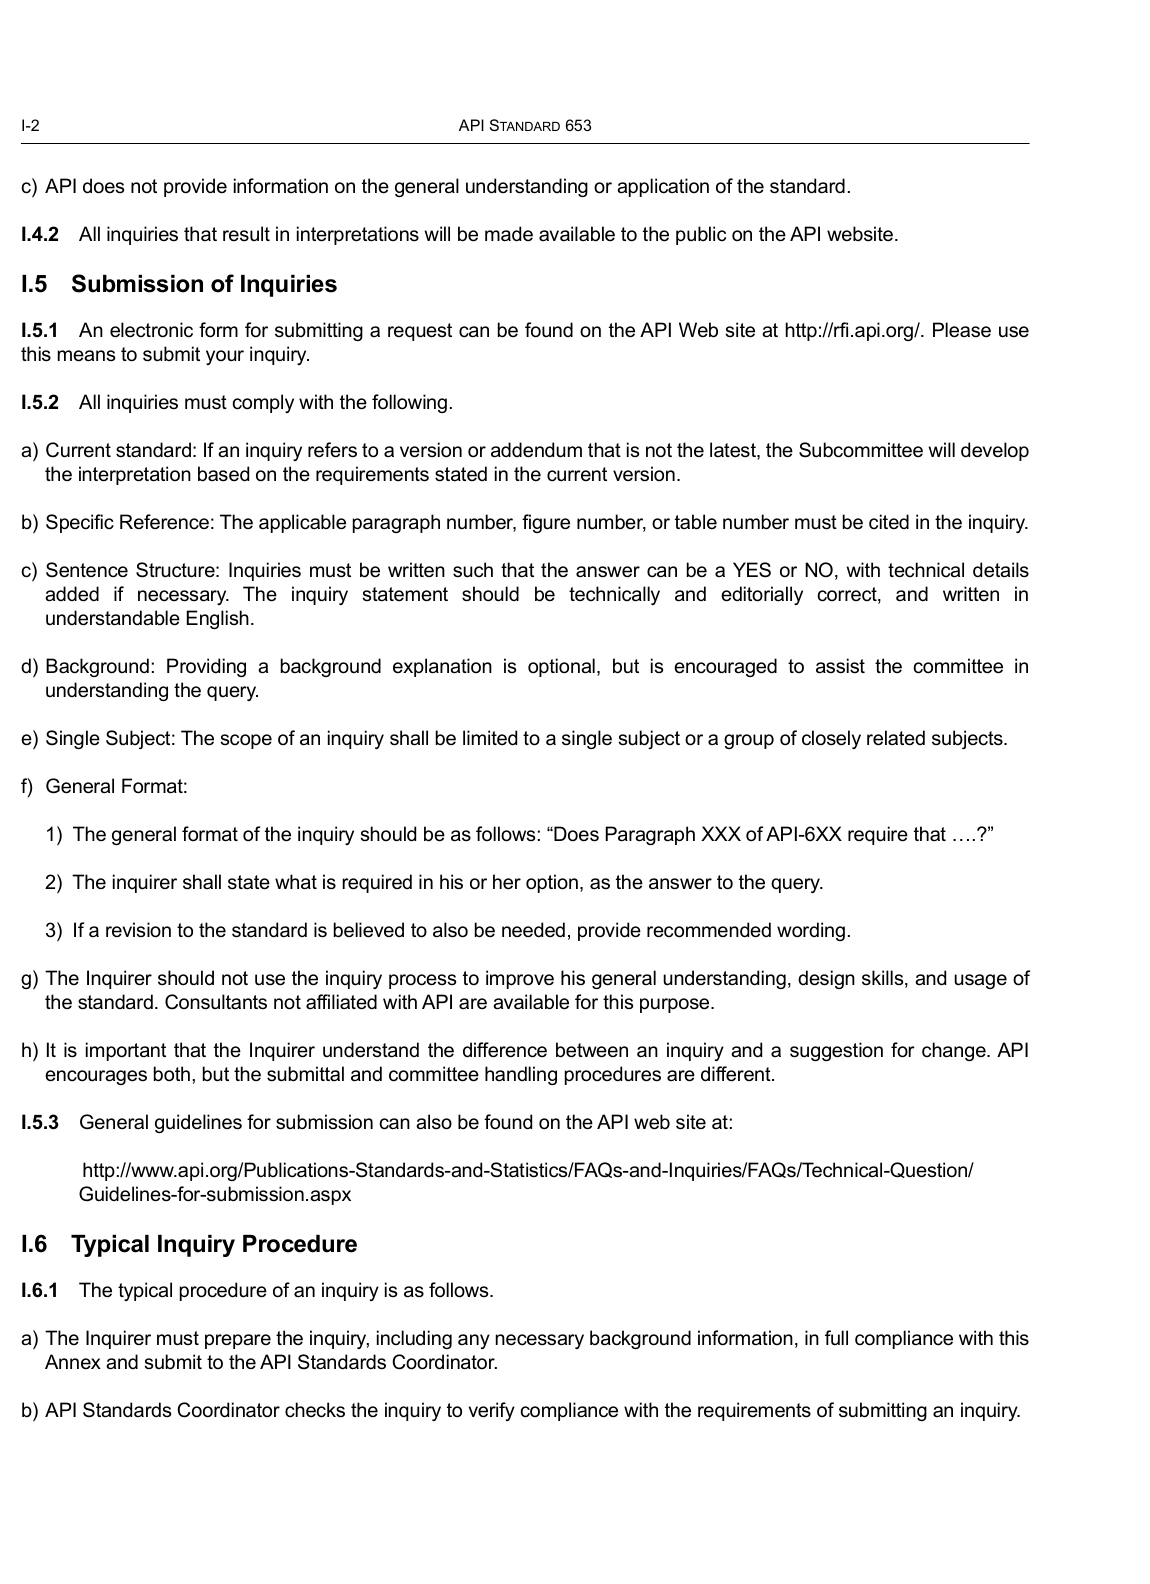 I-2 API STANDARD 653
c) API does not provide information on the general understanding or application of the standard.
I.4.2 All inquiries that result in interpretations will be made available to the public on the API website.
I.5 Submission of Inquiries
I.5.1 An electronic form for submitting a request can be found on the API Web site at http://rfi.api.org/. Please use
this means to submit your inquiry.
I.5.2 All inquiries must comply with the following.
a) Current standard: If an inquiry refers to a version or addendum that is not the latest, the Subcommittee will develop
the interpretation based on the requirements stated in the current version.
b) Specific Reference: The applicable paragraph number, figure number, or table number must be cited in the inquiry.
c) Sentence Structure: Inquiries must be written such that the answer can be a YES or NO, with technical details
added if necessary. The inquiry statement should be technically and editorially correct, and written in
understandable English.
d) Background: Providing a background explanation is optional, but is encouraged to assist the committee in
understanding the query.
e) Single Subject: The scope of an inquiry shall be limited to a single subject or a group of closely related subjects.
f) General Format:
1) The general format of the inquiry should be as follows: “Does Paragraph XXX of API-6XX require that ….?”
2) The inquirer shall state what is required in his or her option, as the answer to the query.
3) If a revision to the standard is believed to also be needed, provide recommended wording.
g) The Inquirer should not use the inquiry process to improve his general understanding, design skills, and usage of
the standard. Consultants not affiliated with API are available for this purpose.
h) It is important that the Inquirer understand the difference between an inquiry and a suggestion for change. API
encourages both, but the submittal and committee handling procedures are different.
I.5.3 General guidelines for submission can also be found on the API web site at:
http://www.api.org/Publications-Standards-and-Statistics/FAQs-and-Inquiries/FAQs/Technical-Question/
Guidelines-for-submission.aspx
I.6 Typical Inquiry Procedure
I.6.1 The typical procedure of an inquiry is as follows.
a) The Inquirer must prepare the inquiry, including any necessary background information, in full compliance with this
Annex and submit to the API Standards Coordinator.
b) API Standards Coordinator checks the inquiry to verify compliance with the requirements of submitting an inquiry.